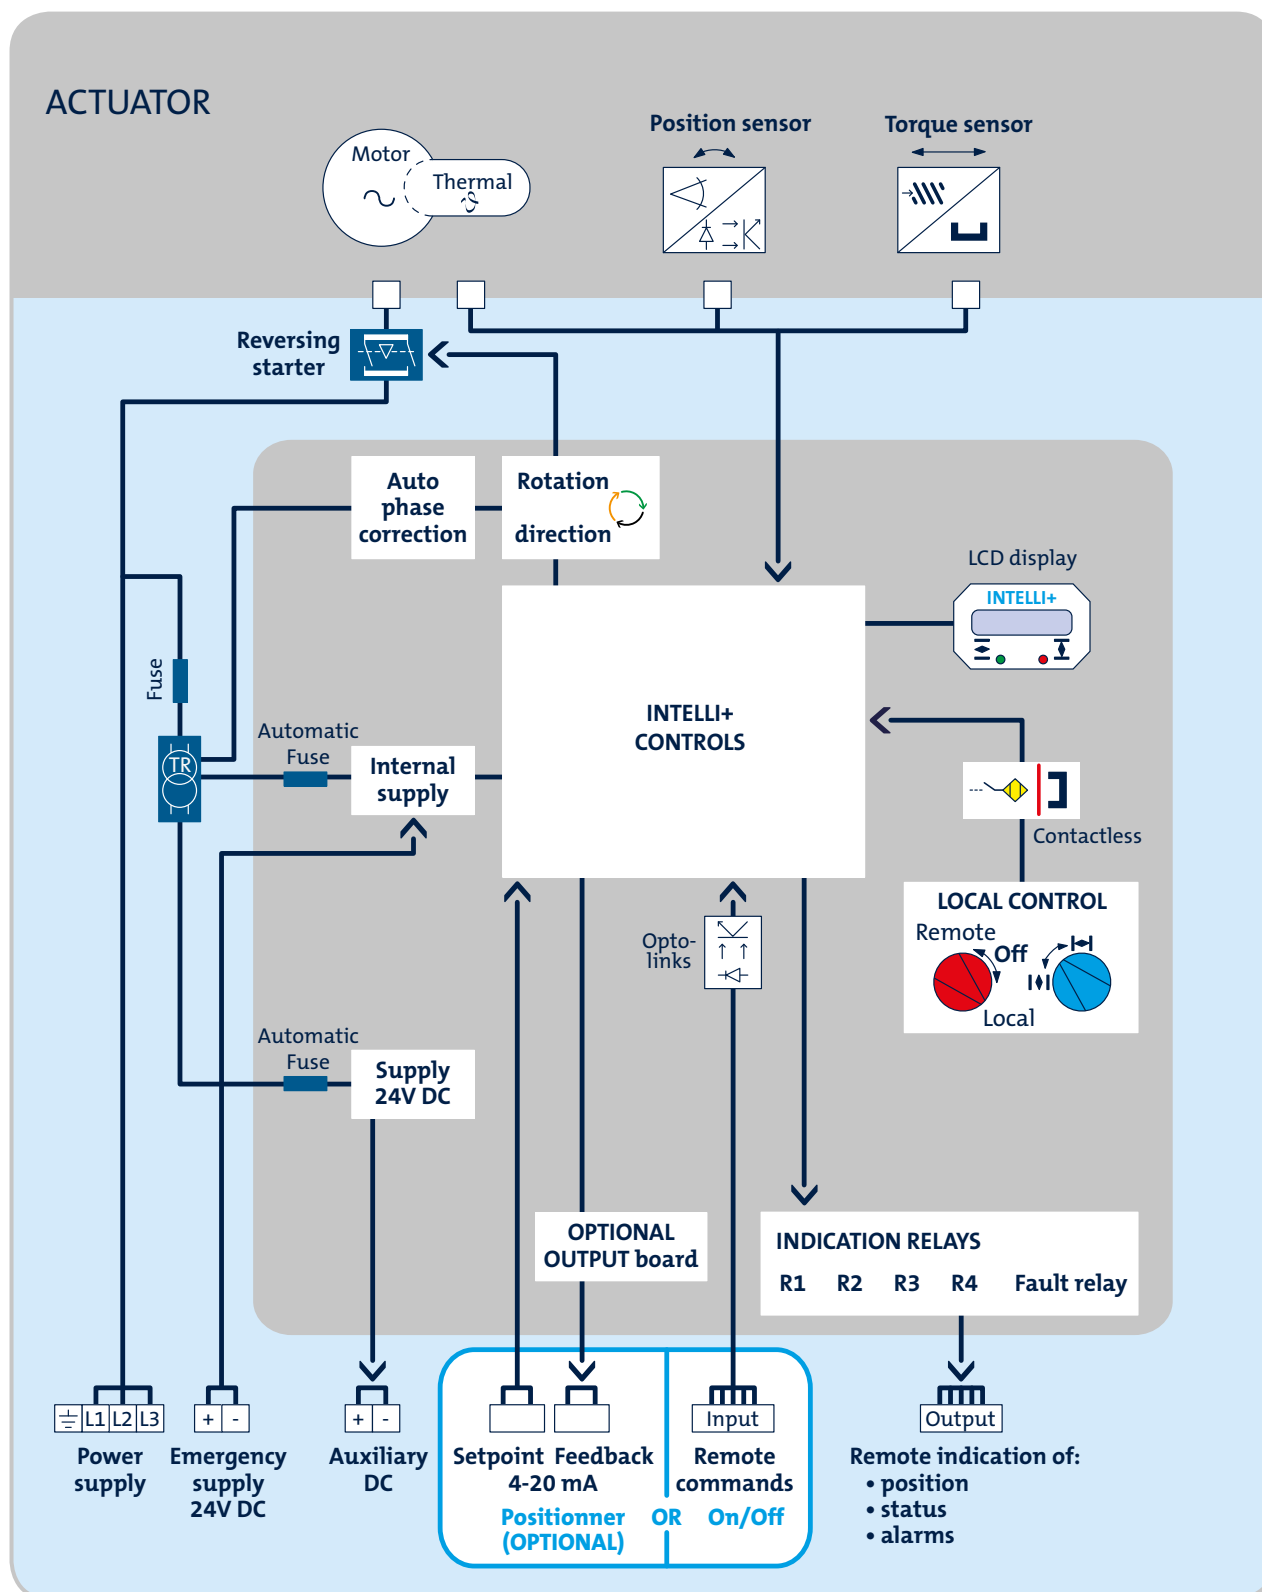 ACTUATOR
Position sensor
Torque sensor
Motor
Thermal
Reversing
starter
Auto
phase
correction
Rotation
direction
LCD display
INTELLI+
Fuse
TR
Automatic
Fuse
Internal
supply
INTELLI+
CONTROLS
Contactless
LOCAL CONTROL
Remote
Off
Local
Opto-
links
Automatic
Fuse
Supply
24V DC
OPTIONAL
OUTPUT board
INDICATION RELAYS
R1 R2 R3 R4 Fault relay
L1 L2 L3
+ -
+ -
Input
Output
Power
supply
Emergency
supply
24V DC
Auxiliary
DC
Setpoint Feedback
4-20 mA
Positionner
(OPTIONAL)
OR
Remote
commands
On/Off
Remote indication of:
• position
• status
• alarms